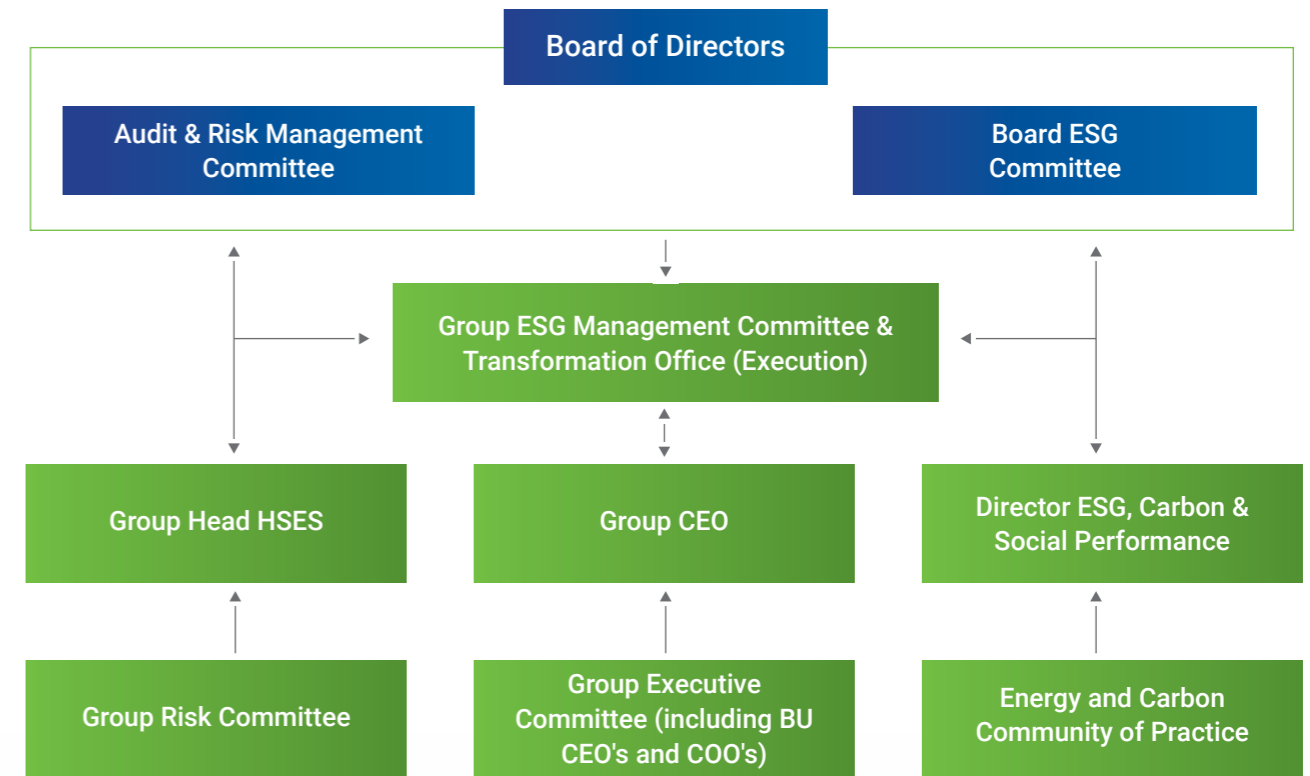 Board of Directors
Audit & Risk Management
Committee
Board ESG
Committee
Group ESG Management Committee &
Transformation Office (Execution)
Group Head HSES
Group CEO
Director ESG, Carbon &
Social Performance
Group Risk Committee
Group Executive
Committee (including BU
CEO's and COO's)
Energy and Carbon
Community of Practice